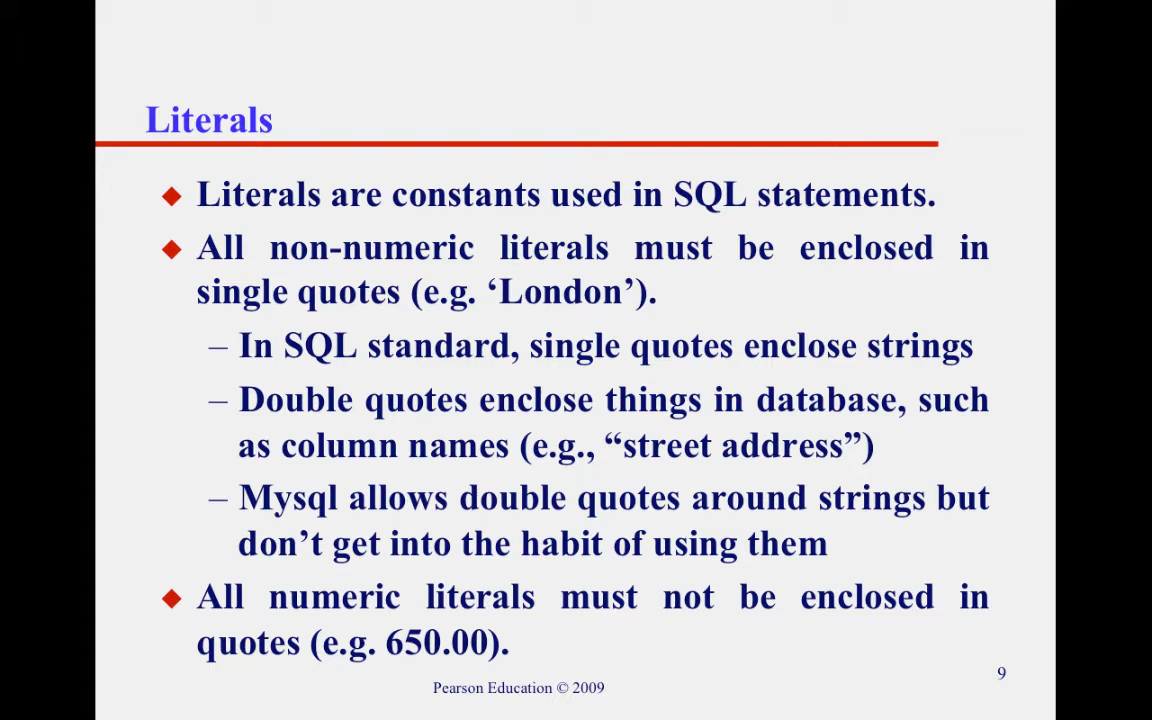 Literals
◆ Literals are constants used in SQL statements.
◆ All non-numeric literals must be enclosed in
single quotes (e.g. ‘London’).
– In SQL standard, single quotes enclose strings
– Double quotes enclose things in database, such
as column names (e.g., “street address”)
– Mysql allows double quotes around strings but
don’t get into the habit of using them
◆ All numeric literals must not be enclosed in
quotes (e.g. 650.00).
9
Pearson Education © 2009